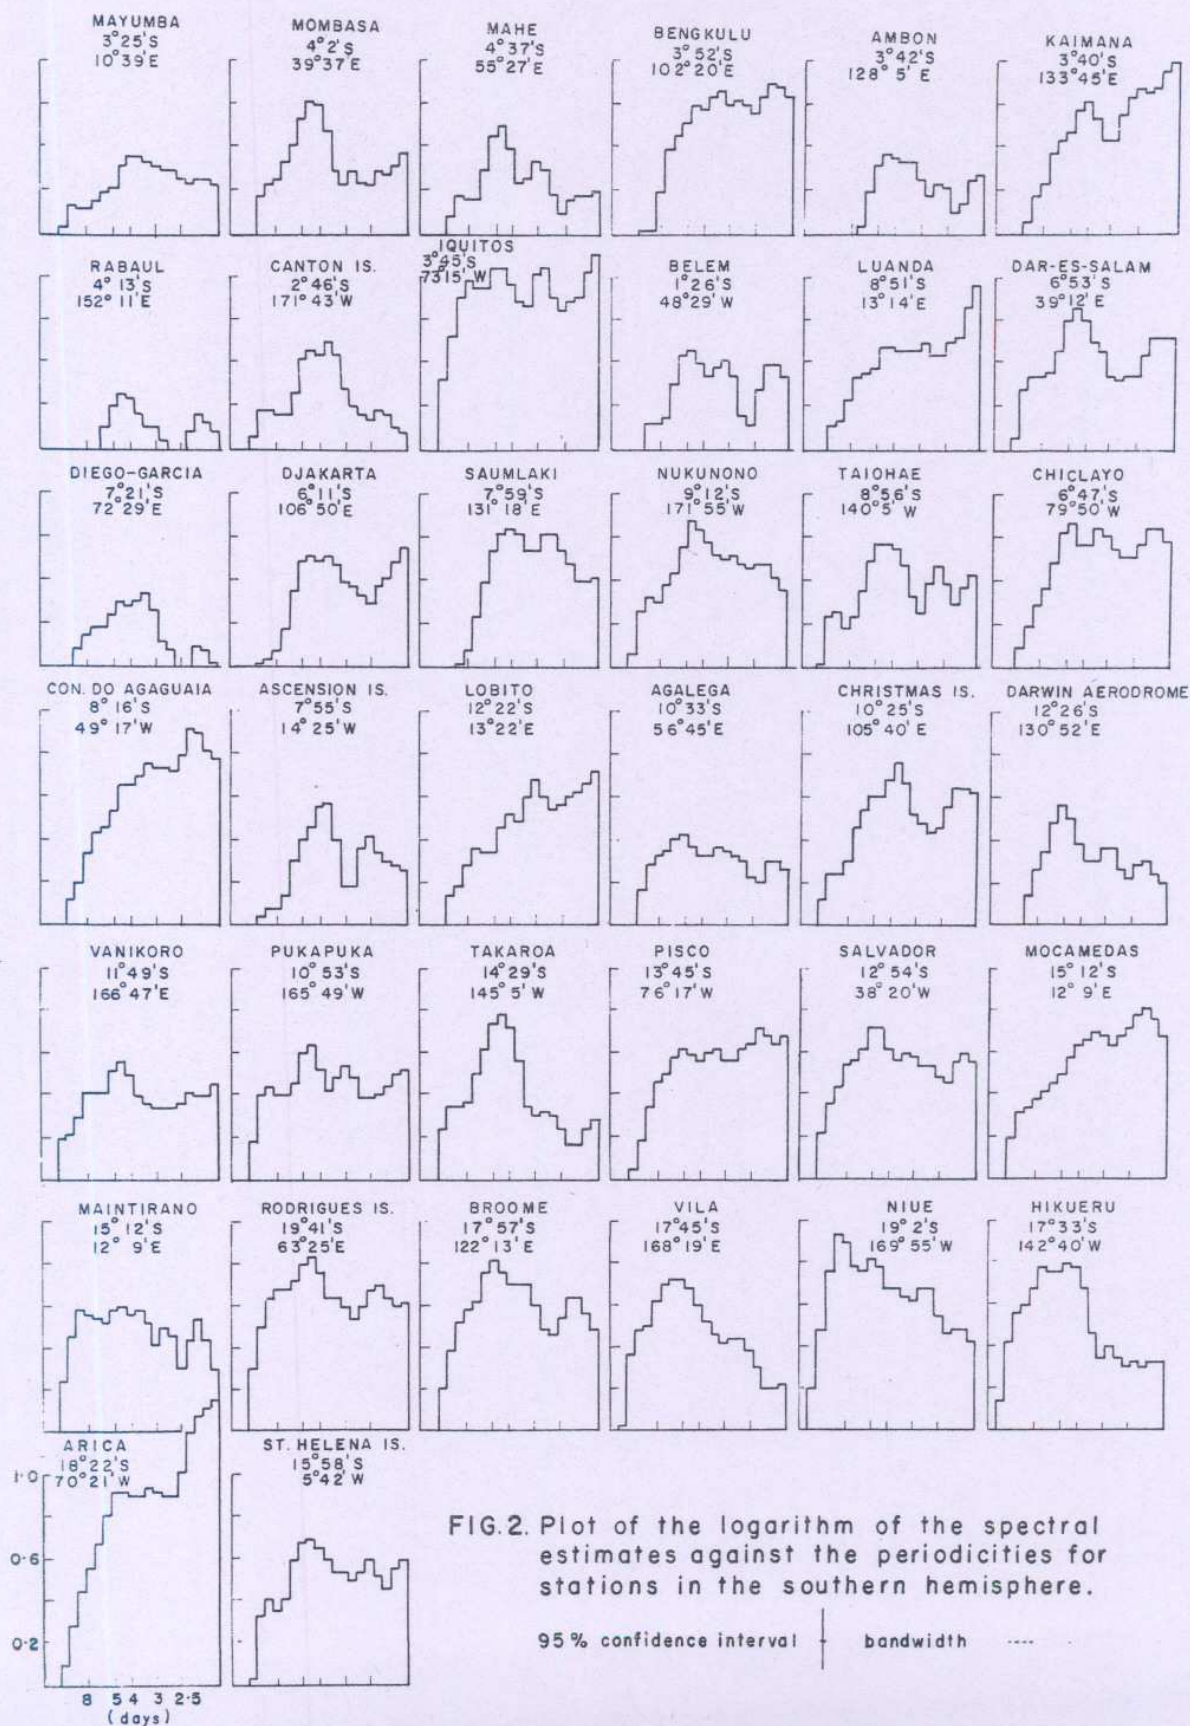 MAYUMBA
3°25'S
10°39'E
MOMBASA
4°2'S
39°37'E
MAHE
4°37'S
55°27'E
BENGKULU
3°52'S
102°20'E
AMBON
3°42'S
128°5'E
KAIMANA
3°40'S
133°45'E
RABAUL
4°13'S
152°11'E
CANTON IS.
2°46'S
171°43'W
IQUITOS
3°45'S
73°15'W
BELEM
1°26'S
48°29'W
LUANDA
8°51'S
13°14'E
DAR-ES-SALAM
6°53'S
39°12'E
DIEGO-GARCIA
7°21'S
72°29'E
DJAKARTA
6°11'S
106°50'E
SAUMLAKI
7°59'S
131°18'E
NUKUNONO
9°12'S
171°55'W
TAIOHAE
8°56'S
140°5'W
CHICLAYO
6°47'S
79°50'W
CON. DO AGAGUAIA
8°16'S
49°17'W
ASCENSION IS.
7°55'S
14°25'W
LOBITO
12°22'S
13°22'E
AGALEGA
10°33'S
56°45'E
CHRISTMAS IS.
10°25'S
105°40'E
DARWIN AERODROME
12°26'S
130°52'E
VANIKORO
11°49'S
166°47'E
PUKAPUKA
10°53'S
165°49'W
TAKAROA
14°29'S
145°5'W
PISCO
13°45'S
76°17'W
SALVADOR
12°54'S
38°20'W
MOCAMEDAS
15°12'S
12°9'E
MAINTIRANO
15°12'S
12°9'E
RODRIGUES IS.
19°41'S
63°25'E
BROOME
17°57'S
122°13'E
VILA
17°45'S
168°19'E
NIUE
19°2'S
169°55'W
HIKUERU
17°33'S
142°40'W
ARICA
18°22'S
70°21'W
1.0
0.6
0.2
8 5 4 3 2.5
(days)
ST. HELENA IS.
15°58'S
5°42'W
FIG.2. Plot of the logarithm of the spectral
estimates against the periodicities for
stations in the southern hemisphere.
95% confidence interval bandwidth